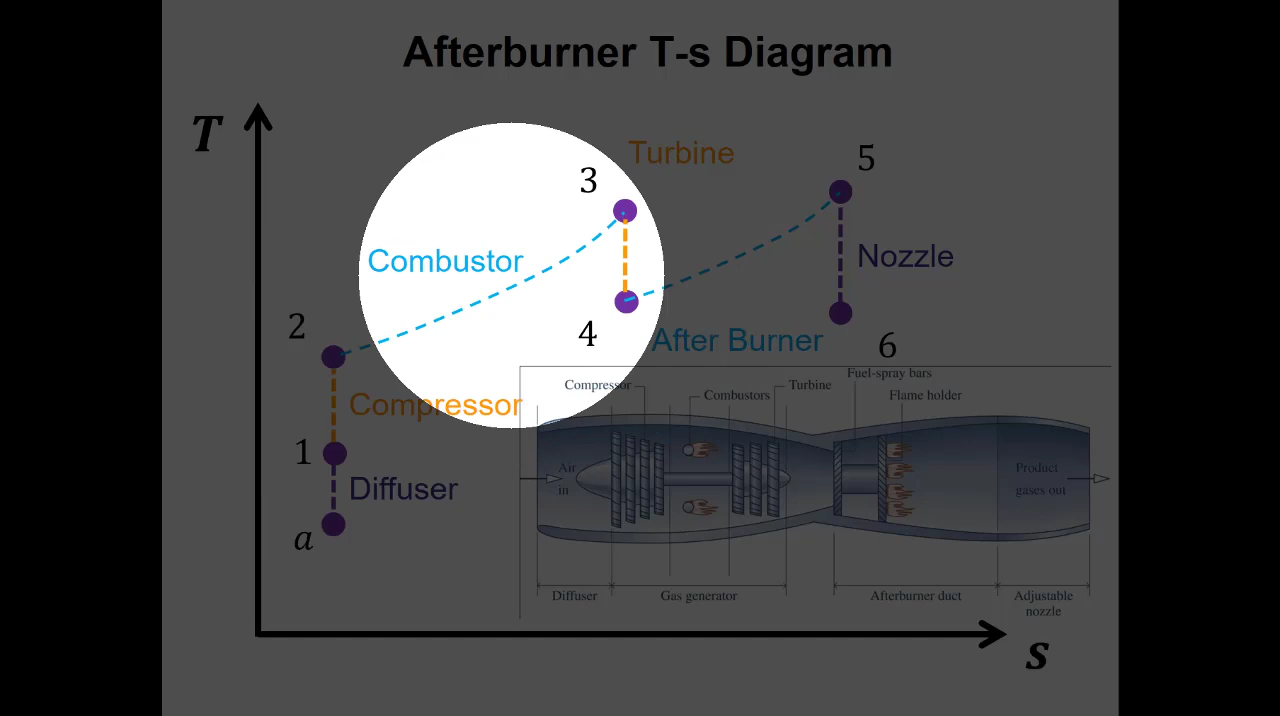 Afterburner T-s Diagram
T
Turbine
5
3
Combustor
Nozzle
2
4
After Burner
6
Compressor
1
Diffuser
a
Fuel-spray bars
Compressor
Turbine
Combustors
Flame holder
Air
in
Product
gases out
Diffuser
Gas generator
Afterburner duct
Adjustable
nozzle
s